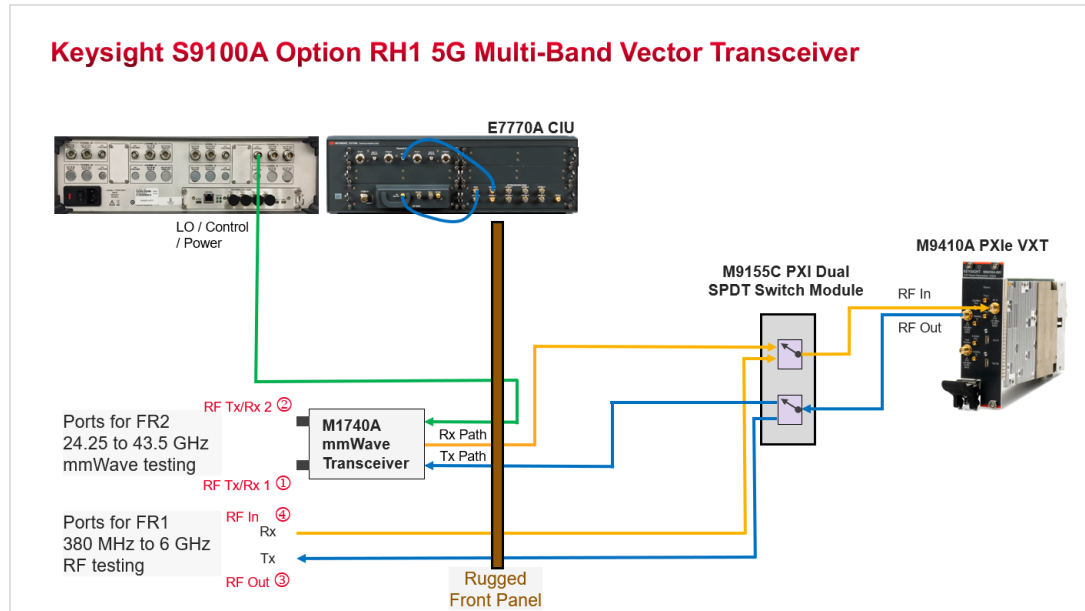 Keysight S9100A Option RH1 5G Multi-Band Vector Transceiver
E7770A CIU
LO / Control
/ Power
M9410A PXIe VXT
M9155C PXI Dual
SPDT Switch Module
RF In
RF Out
RF Tx/Rx 2 ②
Ports for FR2
24.25 to 43.5 GHz
mmWave testing
M1740A
mmWave
Transceiver
Rx Path
Tx Path
RF Tx/Rx 1 ①
RF In ④
Ports for FR1
380 MHz to 6 GHz
RF testing
Rx
Tx
RF Out ③
Rugged
Front Panel